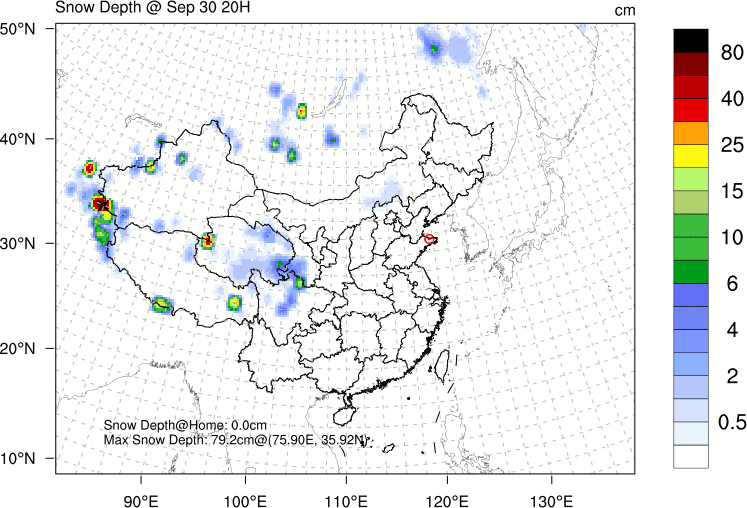 Snow Depth @ Sep 30 20H
cm
50°N
40°N
30°N
20°N
10°N
90°E
100°E
110°E
120°E
130°E
80
40
25
15
10
6
4
2
0.5
Snow Depth@Home: 0.0cm
Max Snow Depth: 79.2cm@(75.90E, 35.92N)